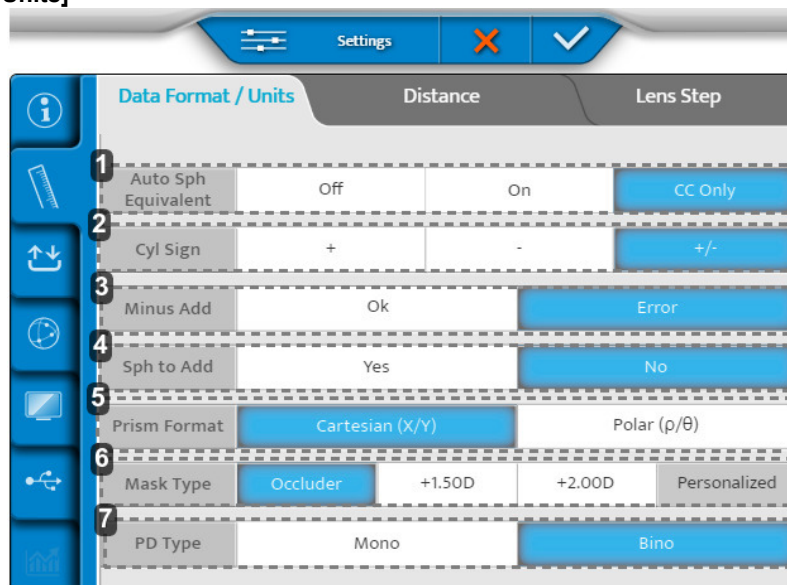 Units]
Settings
Data Format / Units Distance Lens Step
1
Auto Sph
Equivalent
Off On CC Only
2
Cyl Sign + - +/-
3
Minus Add Ok Error
4
Sph to Add Yes No
5
Prism Format Cartesian (X/Y) Polar (ρ/θ)
6
Mask Type Occluder +1.50D +2.00D Personalized
7
PD Type Mono Bino